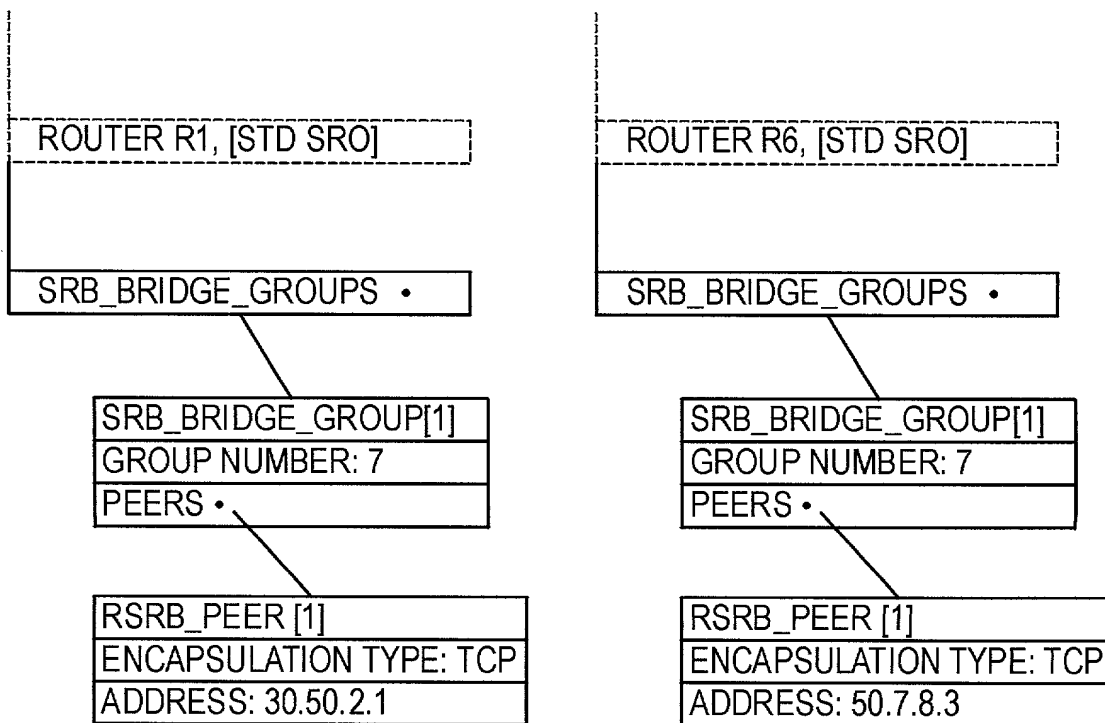 ROUTER R1, [STD SRO]
SRB_BRIDGE_GROUPS •
SRB_BRIDGE_GROUP[1]
GROUP NUMBER: 7
PEERS •
RSRB_PEER [1]
ENCAPSULATION TYPE: TCP
ADDRESS: 30.50.2.1
ROUTER R6, [STD SRO]
SRB_BRIDGE_GROUPS •
SRB_BRIDGE_GROUP[1]
GROUP NUMBER: 7
PEERS •
RSRB_PEER [1]
ENCAPSULATION TYPE: TCP
ADDRESS: 50.7.8.3